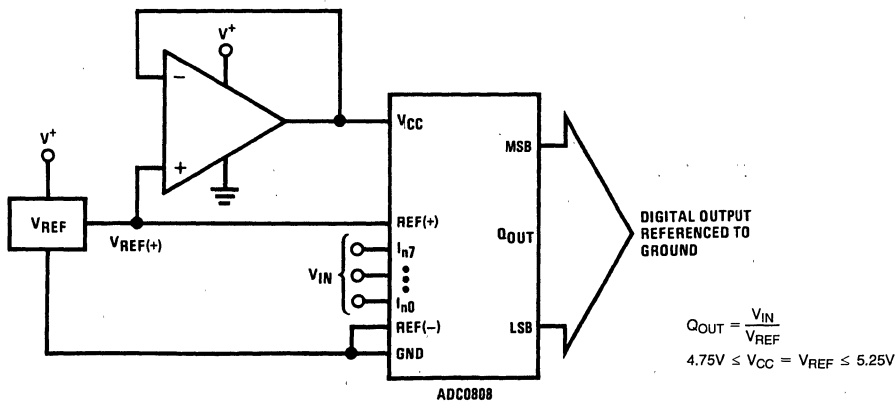 V+
−
+
V+
VREF
VREF(+)
VCC
REF(+)
VIN
In7
In0
REF(−)
GND
MSB
QOUT
LSB
ADC0808
DIGITAL OUTPUT
REFERENCED TO
GROUND
QOUT = VIN / VREF
4.75V ≤ VCC = VREF ≤ 5.25V